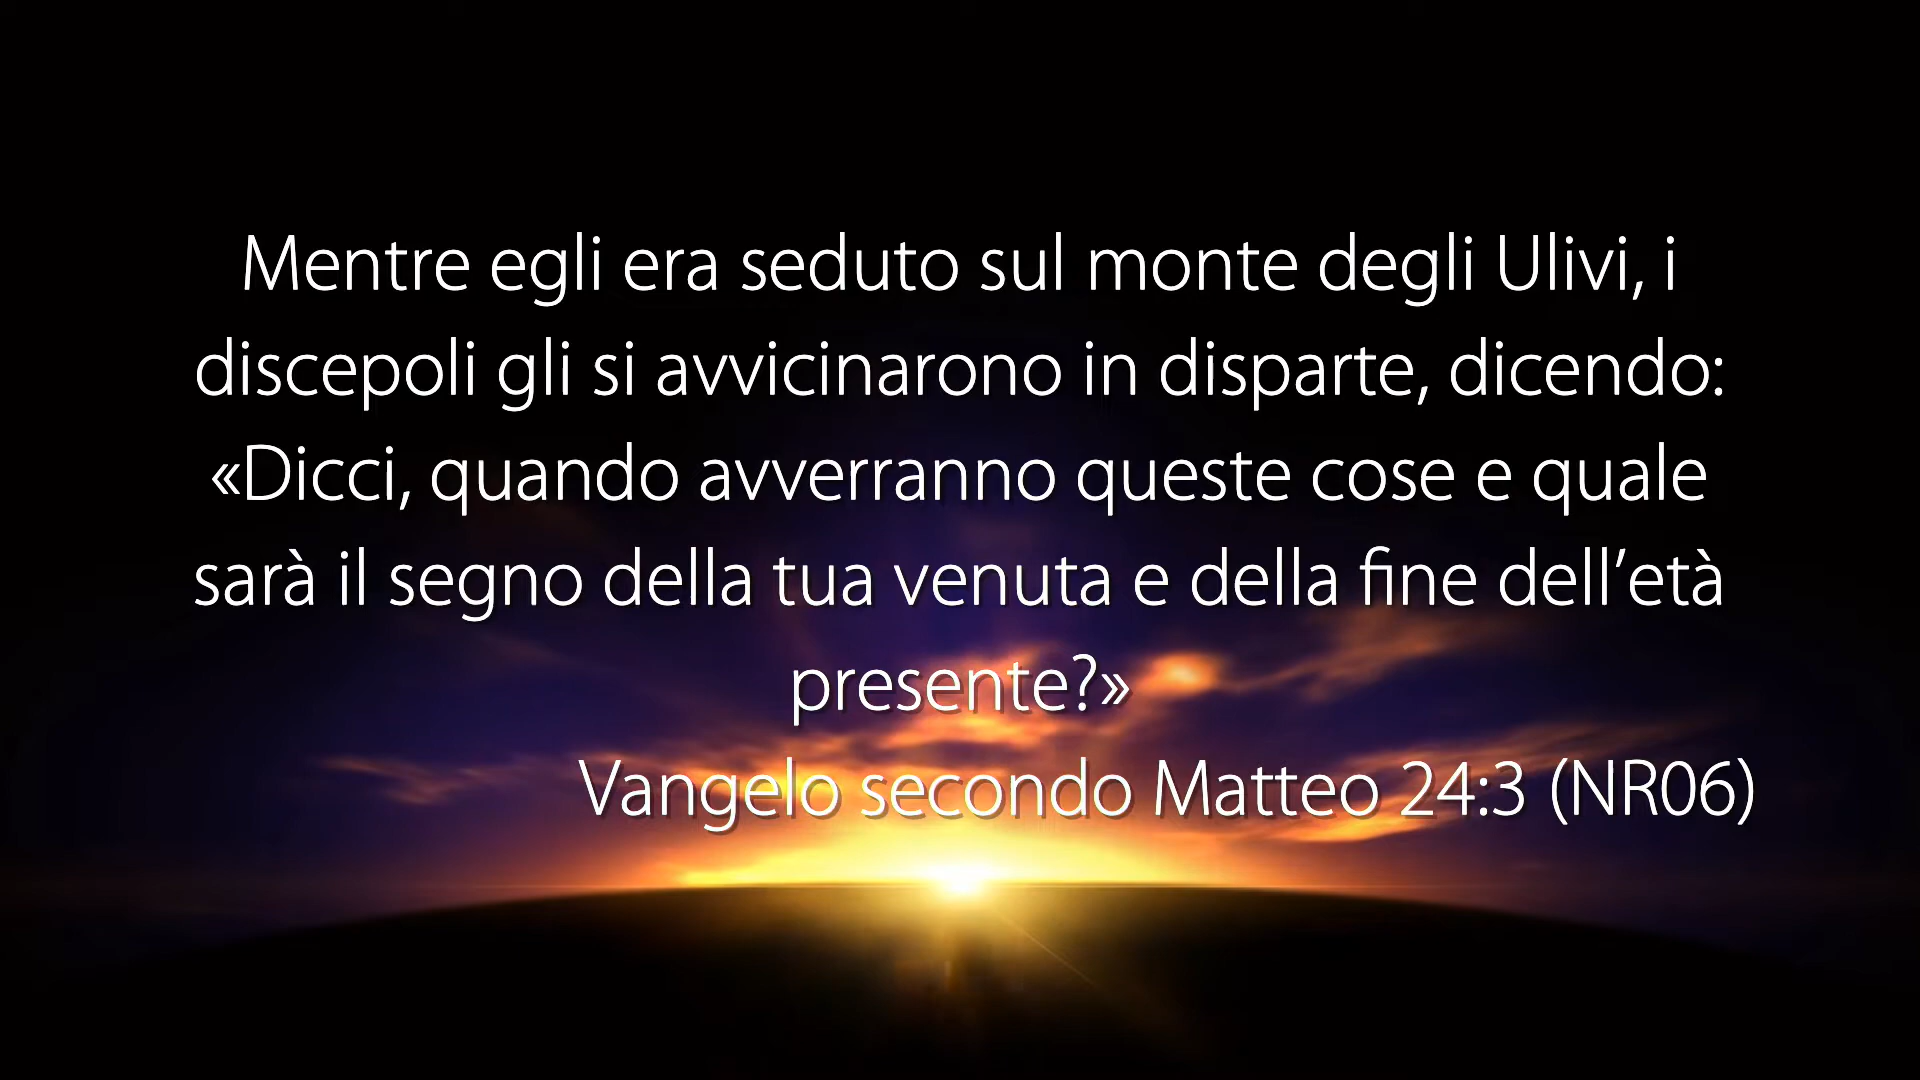 Mentre egli era seduto sul monte degli Ulivi, i
discepoli gli si avvicinarono in disparte, dicendo:
«Dicci, quando avverranno queste cose e quale
sarà il segno della tua venuta e della fine dell’età
presente?»
Vangelo secondo Matteo 24:3 (NR06)